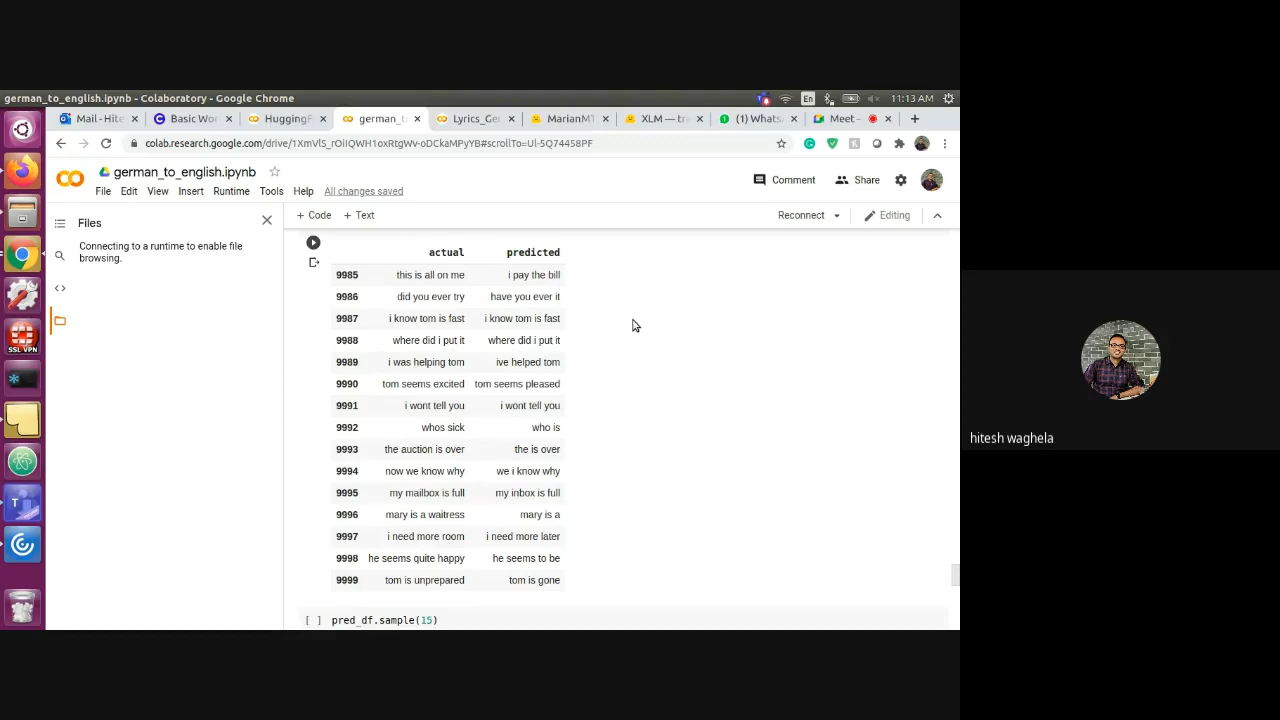 german_to_english.ipynb - Colaboratory - Google Chrome
En
11:13 AM
Mail - Hite
Basic Wor
HuggingF
german_to
Lyrics_Ger
MarianMT
XLM — tra
(1) Whats
Meet –
colab.research.google.com/drive/1XmVlS_rOiIQWH1oxRtgWv-oDCkaMPyYB#scrollTo=Ul-5Q74458PF
german_to_english.ipynb
Comment
Share
File Edit View Insert Runtime Tools Help All changes saved
Files
+ Code + Text
Reconnect
Editing
Connecting to a runtime to enable file
browsing.
actual predicted
9985 this is all on me i pay the bill
9986 did you ever try have you ever it
9987 i know tom is fast i know tom is fast
9988 where did i put it where did i put it
9989 i was helping tom ive helped tom
9990 tom seems excited tom seems pleased
9991 i wont tell you i wont tell you
9992 whos sick who is
9993 the auction is over the is over
9994 now we know why we i know why
9995 my mailbox is full my inbox is full
9996 mary is a waitress mary is a
9997 i need more room i need more later
9998 he seems quite happy he seems to be
9999 tom is unprepared tom is gone
[ ] pred_df.sample(15)
SSL VPN
hitesh waghela